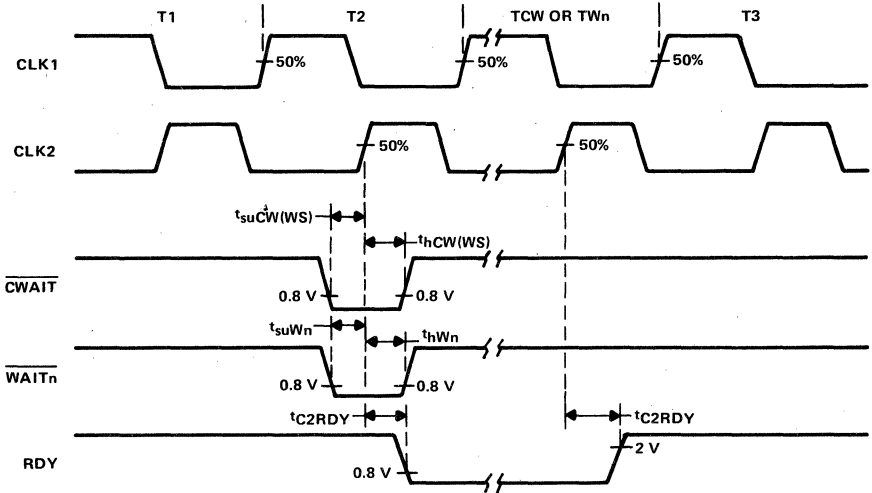 T1 T2 TCW OR TWn T3
CLK1 50% 50% 50%
CLK2 50% 50%
tsuCW(WS)
thCW(WS)
CWAIT 0.8 V 0.8 V
tsuWn thWn
WAITn 0.8 V 0.8 V
tC2RDY tC2RDY
RDY 0.8 V 2 V